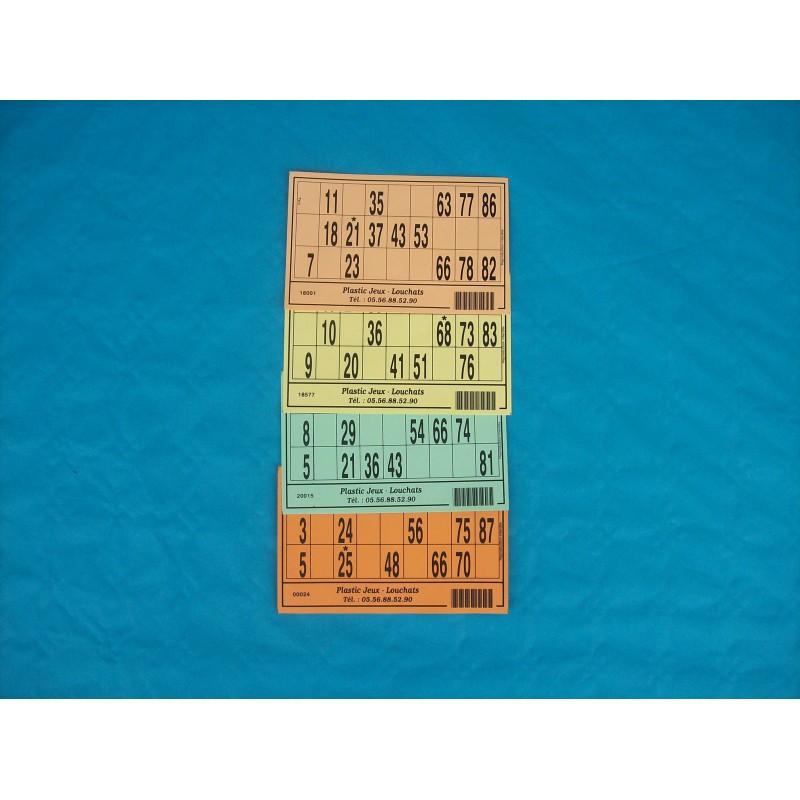 11 35 63 77 86
18 21 37 43 53
7 23 66 78 82
18001 Plastic Jeux - Louchats
Tél. : 05.56.88.52.90
10 36 68 73 83
9 20 41 51 76
18577 Plastic Jeux - Louchats
Tél. : 05.56.88.52.90
8 29 54 66 74
5 21 36 43 81
20015 Plastic Jeux - Louchats
Tél. : 05.56.88.52.90
3 24 56 75 87
5 25 48 66 70
00024 Plastic Jeux - Louchats
Tél. : 05.56.88.52.90